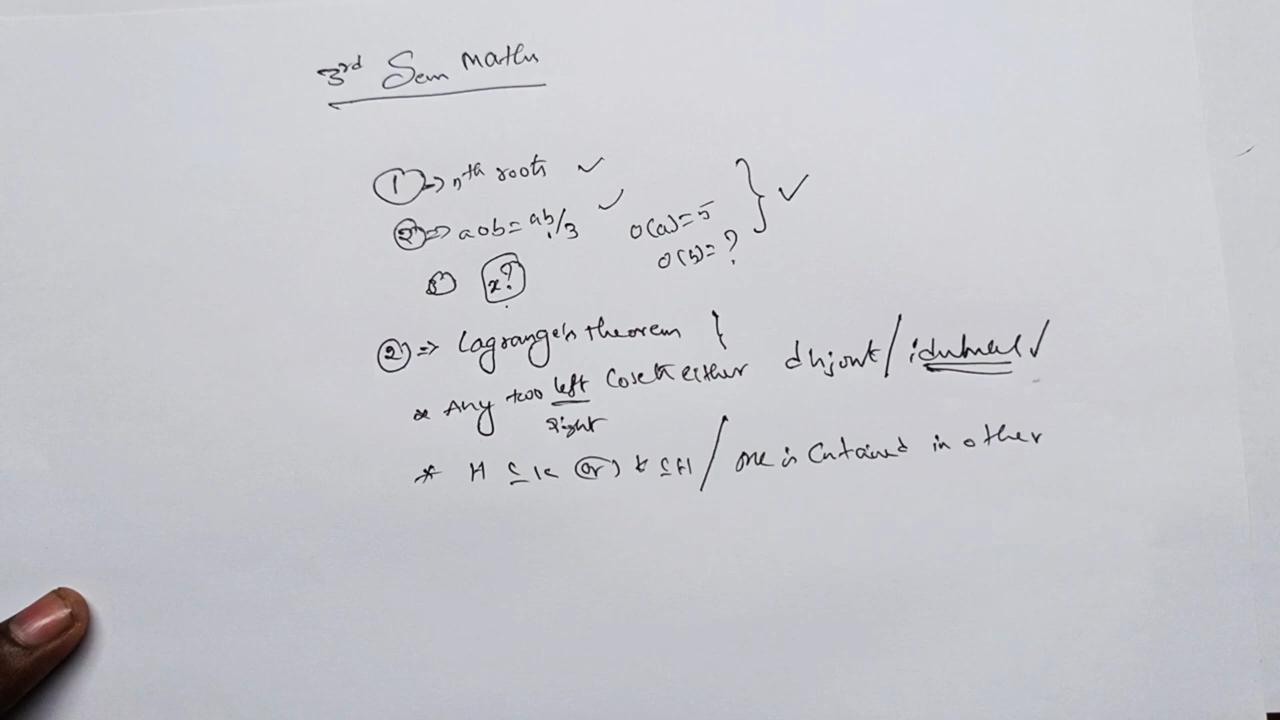 3rd Sem Maths
① ⇒ nth roots ✓
② ⇒ aob = ab/3 ✓ O(a)=5 } ✓
O(b)=?
x?
② ⇒ Lagrange's theorem }
* Any two left Cosets either disjoint / identical ✓
right
* H ⊆ K (or) K ⊆ H / one is Contained in other